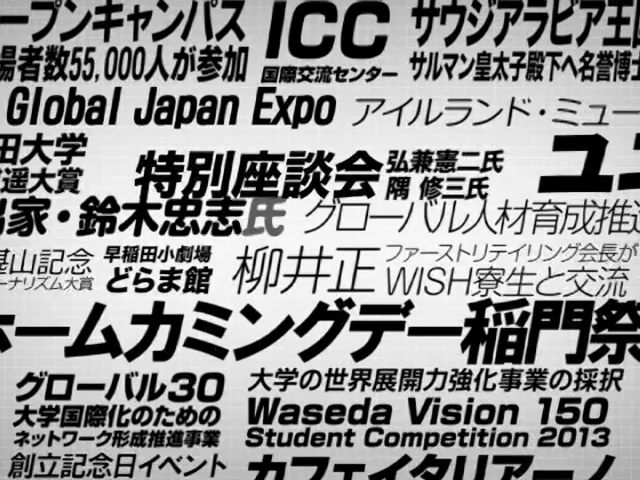 ープンキャンパス
場者数55,000人が参加
ICC
国際交流センター
サウジアラビア王国
サルマン皇太子殿下へ名誉博士
Global Japan Expo
アイルランド・ミュー
田大学
遥大賞
特別座談会
弘兼憲二氏
隅 修三氏
ユニ
出家・鈴木忠志氏
グローバル人材育成推進
基山記念
ーナリズム大賞
早稲田小劇場
どらま館
柳井正
ファーストリテイリング会長が
WISH寮生と交流
ホームカミングデー稲門祭
グローバル30
大学国際化のための
ネットワーク形成推進事業
大学の世界展開力強化事業の採択
Waseda Vision 150
Student Competition 2013
創立記念日イベント
カフェイタリアーノ